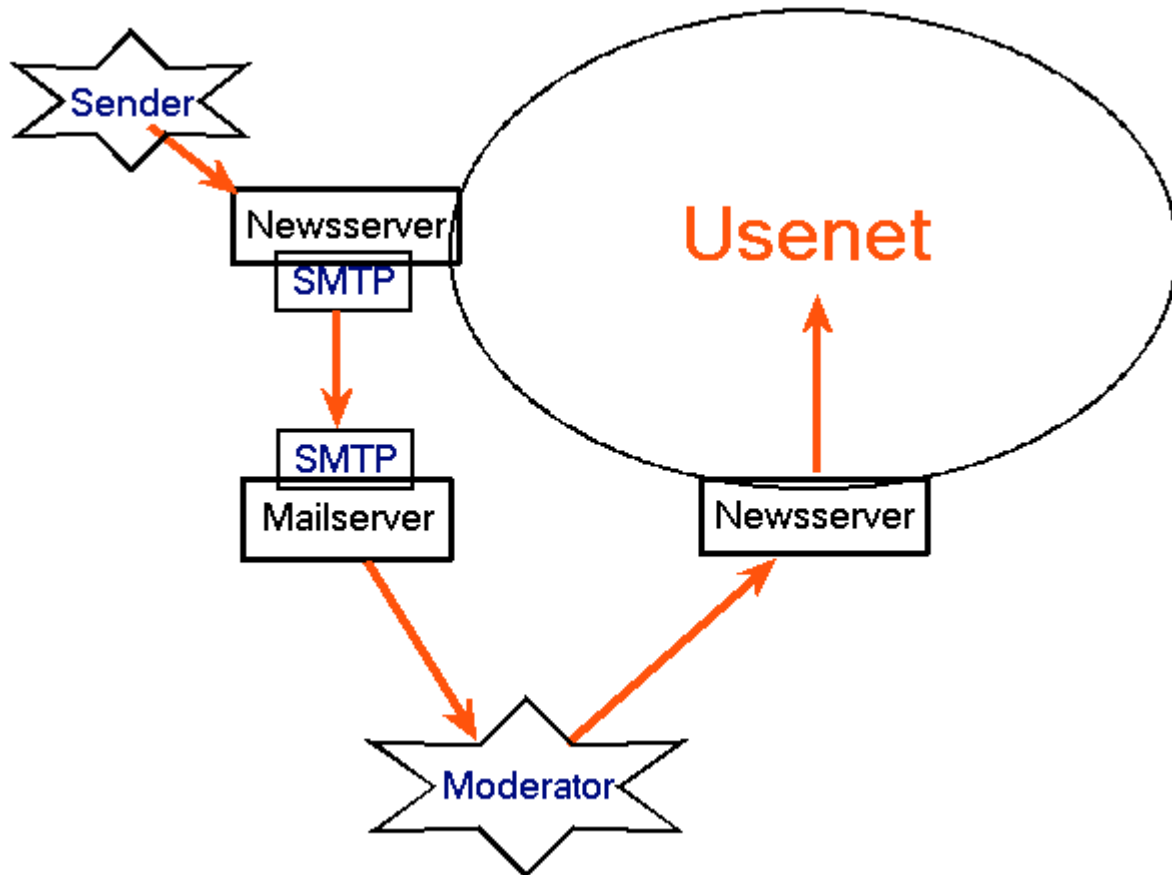 Sender
Newsserver
SMTP
Usenet
SMTP
Mailserver
Newsserver
Moderator